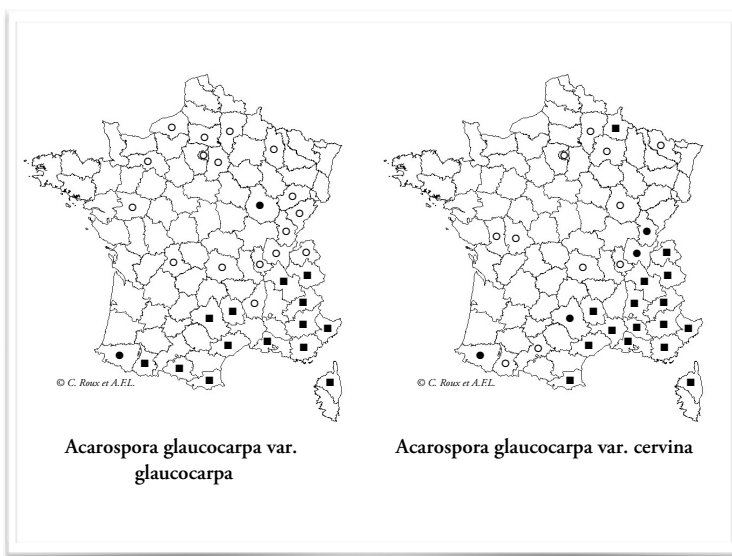 © C. Roux et A.F.L.
© C. Roux et A.F.L.
Acarospora glaucocarpa var.
glaucocarpa
Acarospora glaucocarpa var. cervina